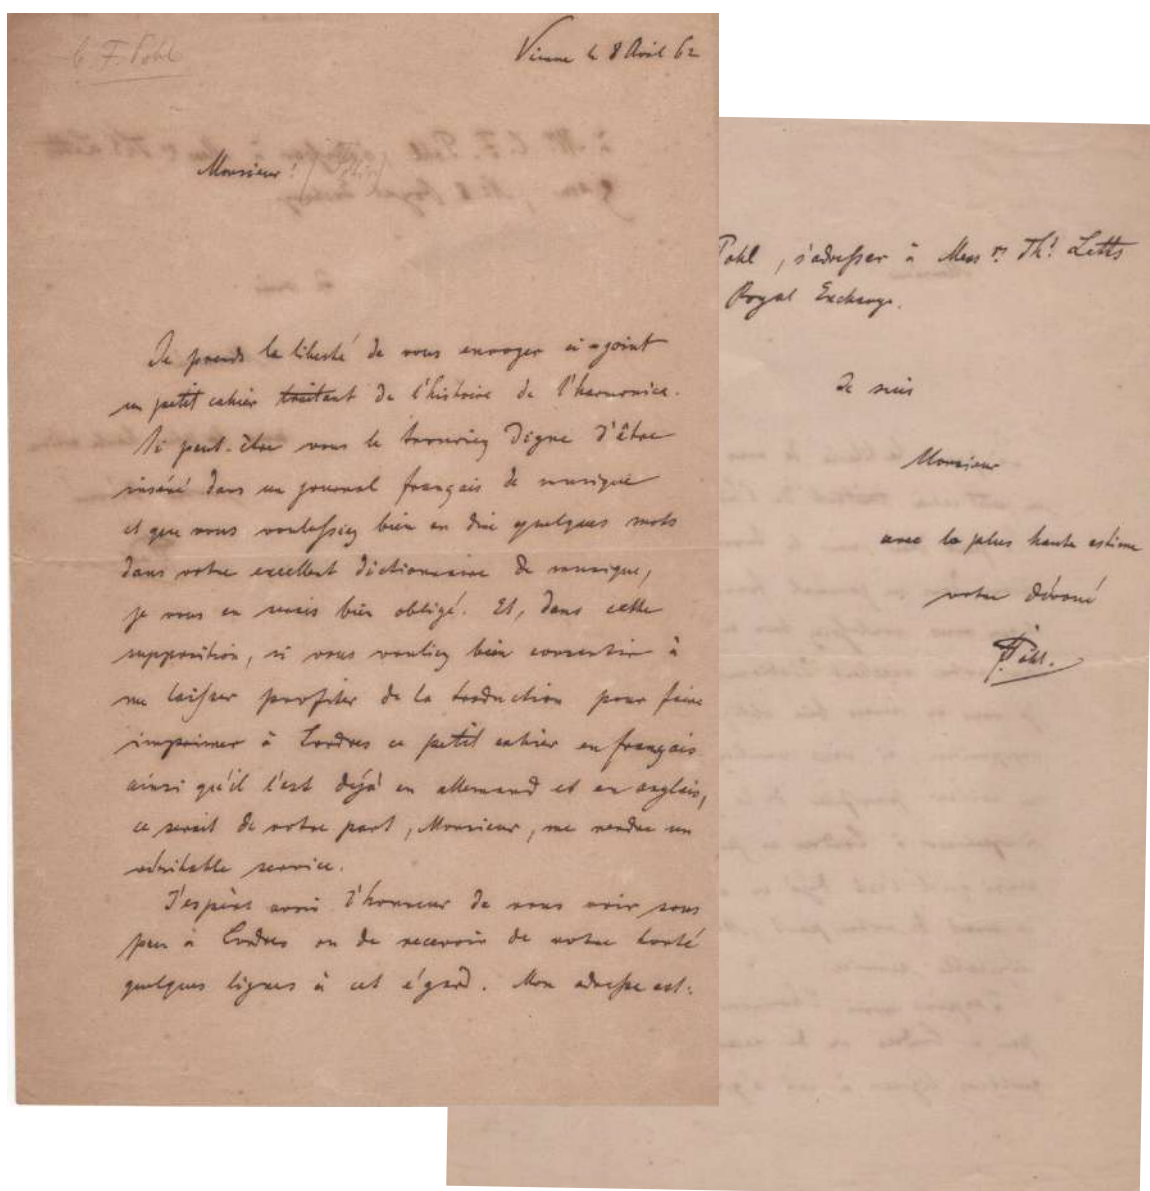 C. F. Pohl
Vienne le 8 Avril 62
Monsieur!
Je prends la liberté de vous envoyer ci-joint
un petit cahier traitant de l'histoire de l'harmonica.
Si peut-être vous le trouviez digne d'être
inséré dans un journal français de musique
et que vous voulussiez bien en dire quelques mots
dans votre excellent dictionnaire de musique,
je vous en serais bien obligé. Et, dans cette
supposition, si vous vouliez bien consentir à
me laisser profiter de la traduction pour faire
imprimer à Londres ce petit cahier en français
ainsi qu'il l'est déjà en allemand et en anglais,
ce serait de votre part, Monsieur, me rendre un
véritable service.
J'espère avoir l'honneur de vous voir sous
peu à Londres ou de recevoir de votre bonté
quelques lignes à cet égard. Mon adresse est:
Pohl, s'adresser à Mess rs Th. Letts
Royal Exchange.
Je suis
Monsieur
avec la plus haute estime
votre dévoué
Pohl.